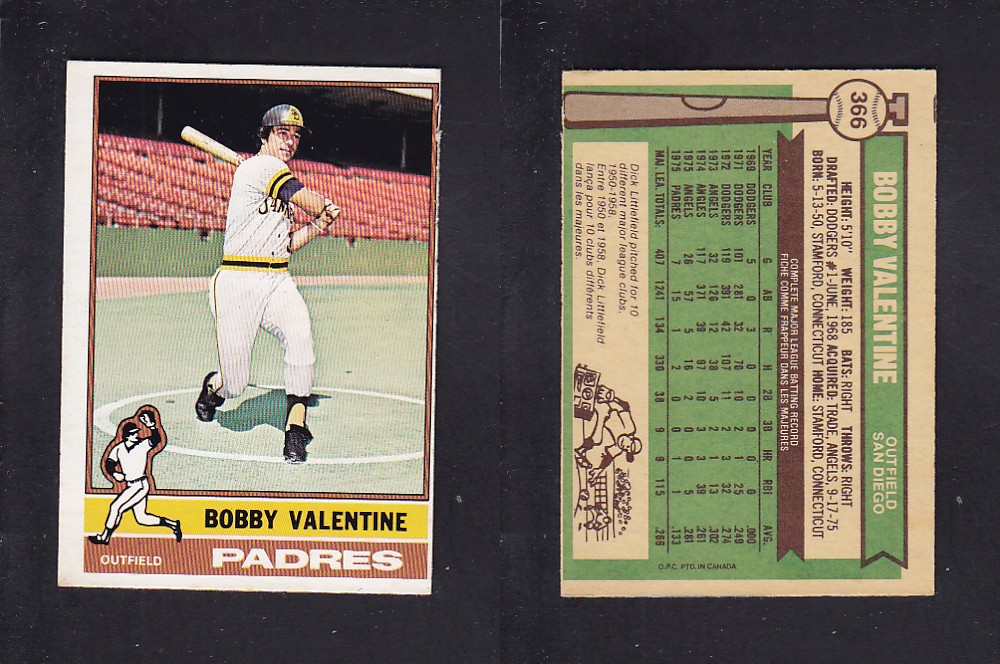 BOBBY VALENTINE
OUTFIELD
PADRES
366
BOBBY VALENTINE
OUTFIELD
SAN DIEGO
HEIGHT: 5'10" WEIGHT: 185 BATS: RIGHT THROWS: RIGHT
DRAFTED: DODGERS #1-JUNE, 1968 ACQUIRED: TRADE, ANGELS, 9-17-75
BORN: 5-13-50, STAMFORD, CONNECTICUT HOME: STAMFORD, CONNECTICUT
COMPLETE MAJOR LEAGUE BATTING RECORD
FICHE COMME FRAPPEUR DANS LES MAJEURES
YEAR CLUB G AB R H 2B 3B HR RBI AVG.
1969 DODGERS 5 0 3 0 0 0 0 0 .000
1971 DODGERS 101 281 32 70 10 2 1 25 .249
1972 DODGERS 119 391 42 107 11 2 3 32 .274
1973 ANGELS 32 126 12 38 5 2 1 13 .302
1974 ANGELS 117 371 39 97 10 3 3 39 .261
1975 ANGELS 26 57 5 16 2 0 0 5 .281
1975 PADRES 7 15 1 2 0 0 1 1 .133
MAJ LEA. TOTALS: 407 1241 134 330 38 9 9 115 .266
Dick Littlefield pitched for 10
different major league clubs,
1950-1958.
Entre 1950 et 1958, Dick Littlefield
lança pour 10 clubs différents
dans les majeures.
O.P.C. PTD. IN CANADA